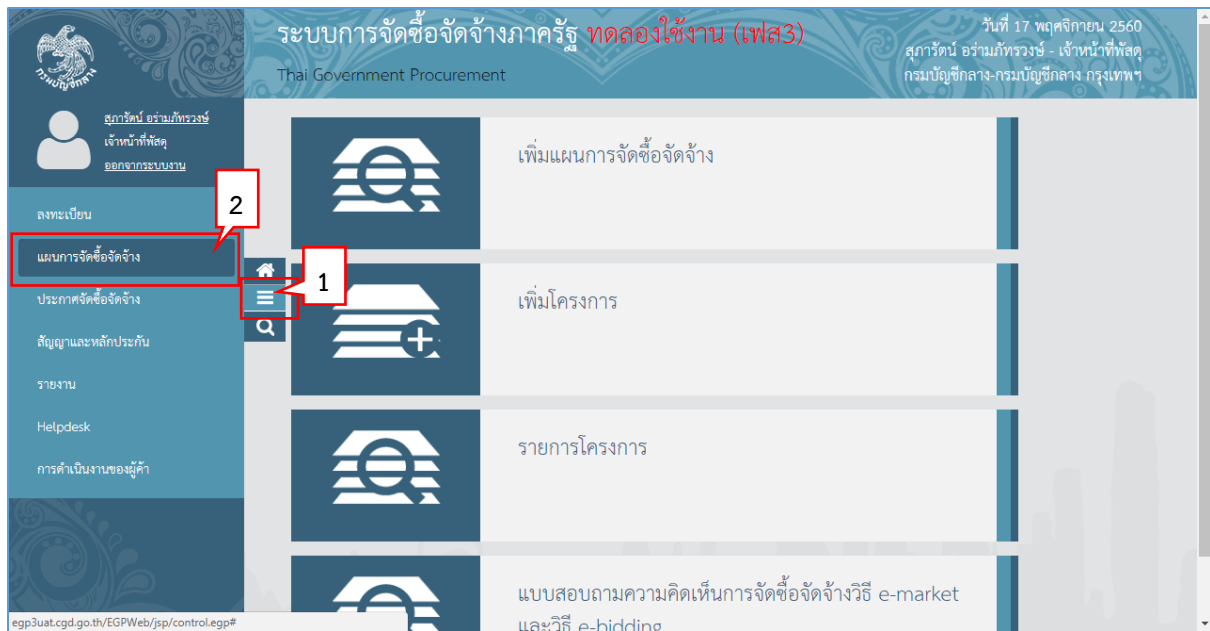 ระบบการจัดซื้อจัดจ้างภาครัฐ ทดลองใช้งาน (เฟส3)
Thai Government Procurement
วันที่ 17 พฤศจิกายน 2560
สุภารัตน์ อร่ามภัทรวงษ์ - เจ้าหน้าที่พัสดุ
กรมบัญชีกลาง-กรมบัญชีกลาง กรุงเทพฯ
กรมบัญชีกลาง
สุภารัตน์ อร่ามภัทรวงษ์
เจ้าหน้าที่พัสดุ
ออกจากระบบงาน
ลงทะเบียน
2
แผนการจัดซื้อจัดจ้าง
1
ประกาศจัดซื้อจัดจ้าง
สัญญาและหลักประกัน
รายงาน
Helpdesk
การดำเนินงานของผู้ค้า
เพิ่มแผนการจัดซื้อจัดจ้าง
เพิ่มโครงการ
รายการโครงการ
แบบสอบถามความคิดเห็นการจัดซื้อจัดจ้างวิธี e-market
และวิธี e-bidding
egp3uat.cgd.go.th/EGPWeb/jsp/control.egp#